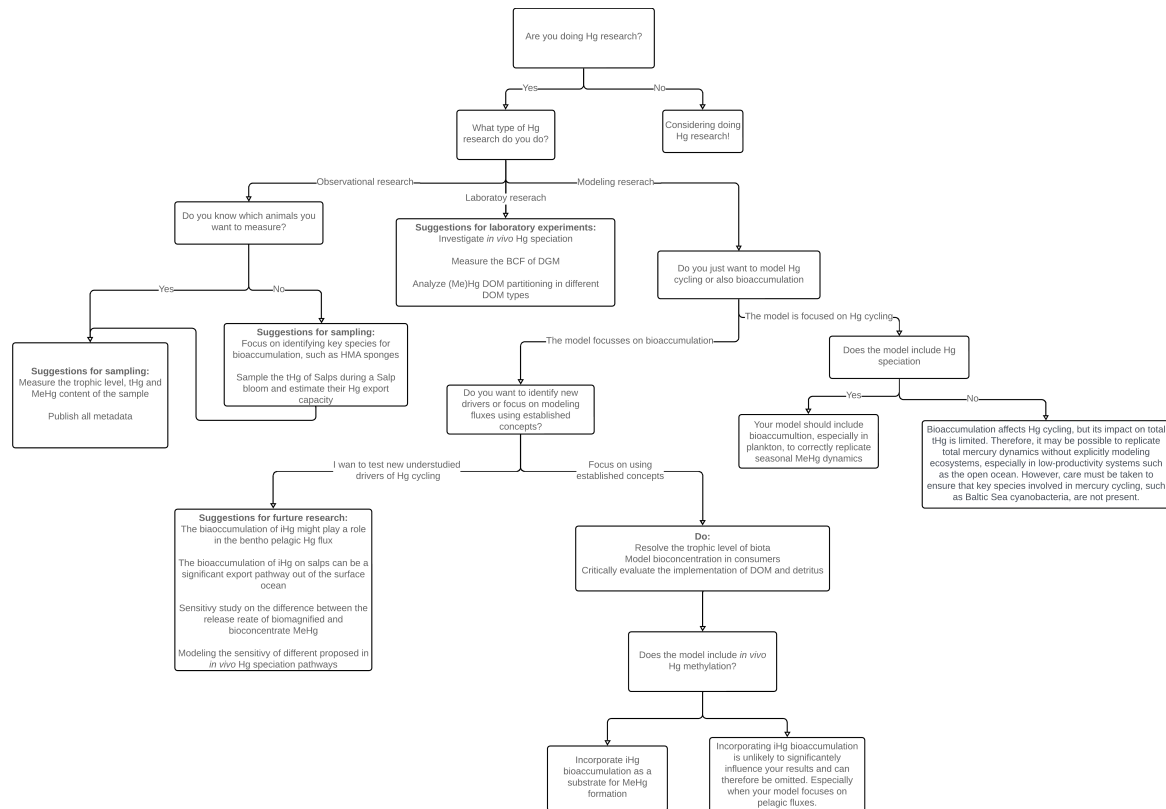 Are you doing Hg research?
Yes
No
What type of Hg
research do you do?
Considering doing
Hg research!
Observational research
Laboratoy reserach
Modeling reserach
Do you know which animals you
want to measure?
Suggestions for laboratory experiments:
Investigate in vivo Hg speciation
Measure the BCF of DGM
Analyze (Me)Hg DOM partitioning in different
DOM types
Do you just want to model Hg
cycling or also bioaccumulation
Yes
No
Suggestions for sampling:
Measure the trophic level, tHg and
MeHg content of the sample
Publish all metadata
Suggestions for sampling:
Focus on identifying key species for
bioaccumulation, such as HMA sponges
Sample the tHg of Salps during a Salp
bloom and estimate their Hg export
capacity
The model focusses on bioaccumulation
The model is focused on Hg cycling
Do you want to identify new
drivers or focus on modeling
fluxes using established
concepts?
Does the model include Hg
speciation
Yes
No
Your model should include
bioaccumultion, especially in
plankton, to correctly replicate
seasonal MeHg dynamics
Bioaccumulation affects Hg cycling, but its impact on total
tHg is limited. Therefore, it may be possible to replicate
total mercury dynamics without explicitly modeling
ecosystems, especially in low-productivity systems such
as the open ocean. However, care must be taken to
ensure that key species involved in mercury cycling, such
as Baltic Sea cyanobacteria, are not present.
I wan to test new understudied
drivers of Hg cycling
Focus on using
established concepts
Suggestions for furture research:
The biaoccumulation of iHg might play a role
in the bentho pelagic Hg flux
The bioaccumulation of iHg on salps can be a
significant export pathway out of the surface
ocean
Sensitivy study on the difference between the
release reate of biomagnified and
bioconcentrate MeHg
Modeling the sensitivy of different proposed in
in vivo Hg speciation pathways
Do:
Resolve the trophic level of biota
Model bioconcentration in consumers
Critically evaluate the implementation of DOM and detritus
Does the model include in vivo
Hg methylation?
Incorporate iHg
bioaccumulation as a
substrate for MeHg
formation
Incorporating iHg bioaccumulation
is unlikely to significantely
influence your results and can
therefore be omitted. Especially
when your model focuses on
pelagic fluxes.